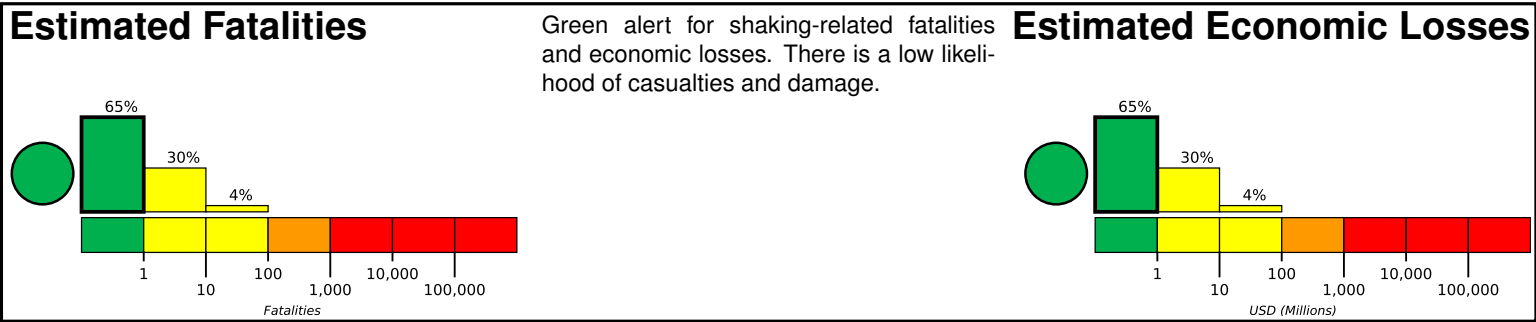 Estimated Fatalities
65%
30%
4%
1
10
100
1,000
10,000
100,000
Fatalities
Green alert for shaking-related fatalities
and economic losses. There is a low likeli-
hood of casualties and damage.
Estimated Economic Losses
65%
30%
4%
1
10
100
1,000
10,000
100,000
USD (Millions)